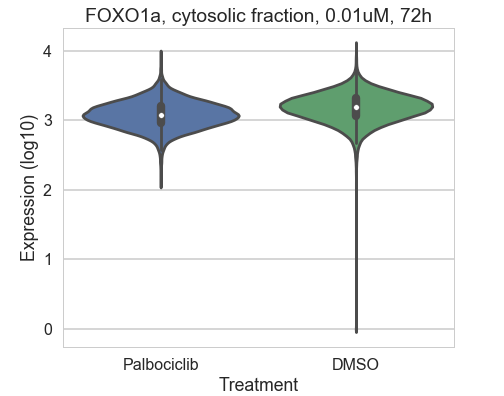 FOXO1a, cytosolic fraction, 0.01uM, 72h
4
3
2
1
0
Expression (log10)
Palbociclib
DMSO
Treatment